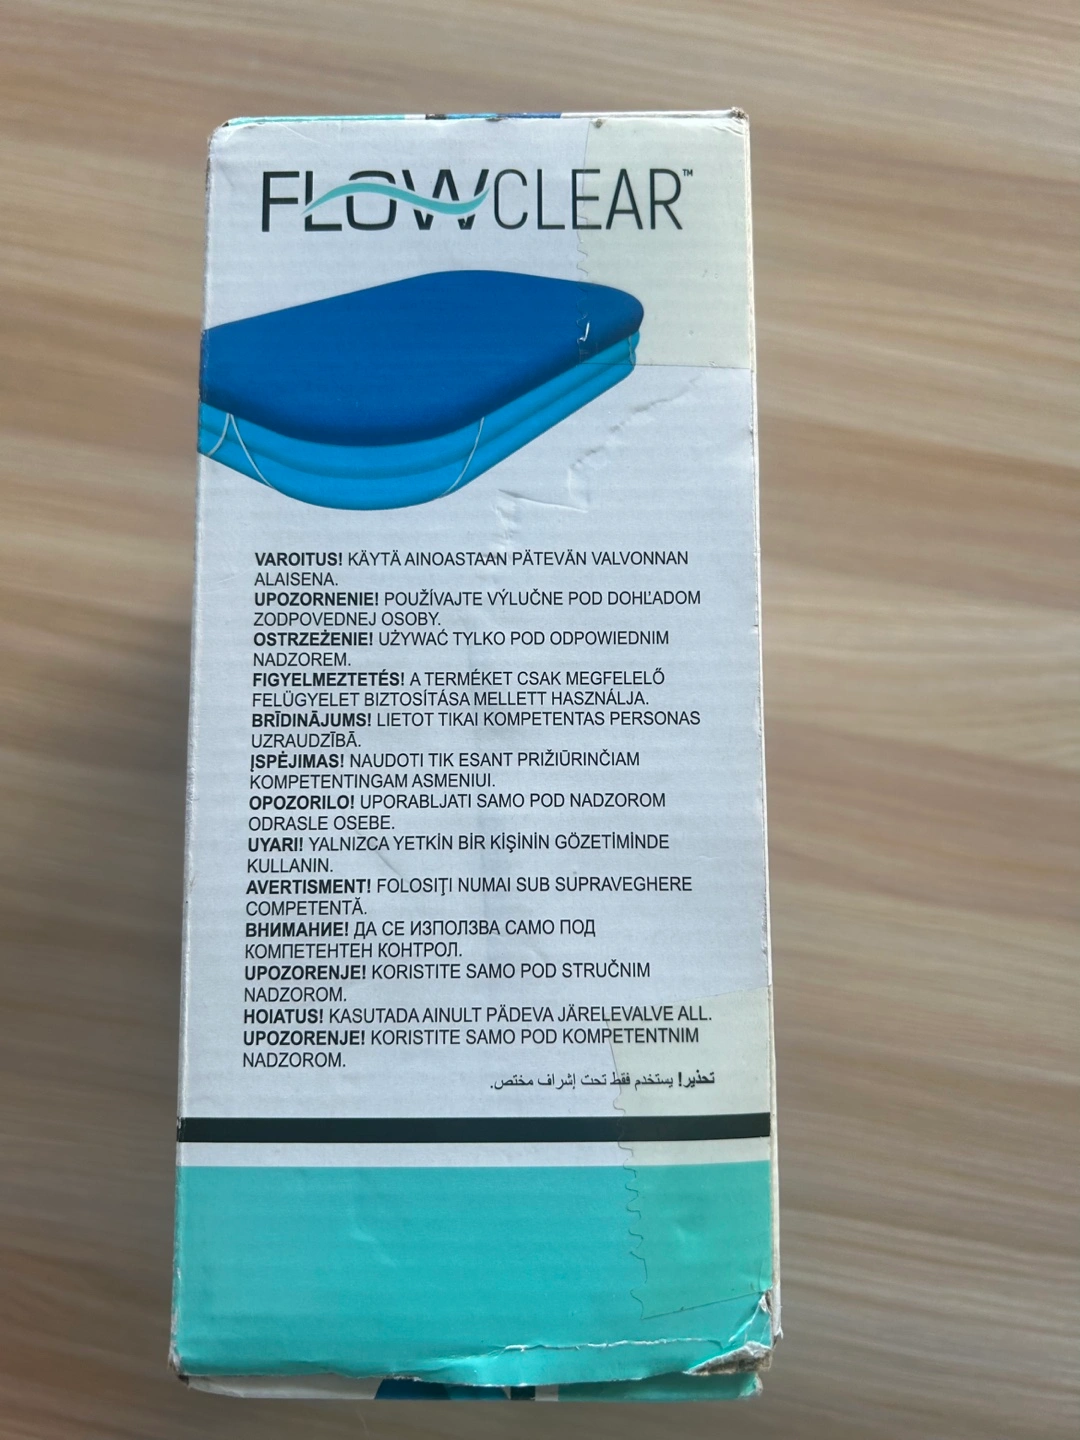 FLOWCLEAR™
VAROITUS! KÄYTÄ AINOASTAAN PÄTEVÄN VALVONNAN
ALAISENA.
UPOZORNENIE! POUŽÍVAJTE VÝLUČNE POD DOHĽADOM
ZODPOVEDNEJ OSOBY.
OSTRZEŻENIE! UŻYWAĆ TYLKO POD ODPOWIEDNIM
NADZOREM.
FIGYELMEZTETÉS! A TERMÉKET CSAK MEGFELELŐ
FELÜGYELET BIZTOSÍTÁSA MELLETT HASZNÁLJA.
BRĪDINĀJUMS! LIETOT TIKAI KOMPETENTAS PERSONAS
UZRAUDZĪBĀ.
ĮSPĖJIMAS! NAUDOTI TIK ESANT PRIŽIŪRINČIAM
KOMPETENTINGAM ASMENIUI.
OPOZORILO! UPORABLJATI SAMO POD NADZOROM
ODRASLE OSEBE.
UYARI! YALNIZCA YETKİN BİR KİŞİNİN GÖZETİMİNDE
KULLANIN.
AVERTISMENT! FOLOSIŢI NUMAI SUB SUPRAVEGHERE
COMPETENTĂ.
ВНИМАНИЕ! ДА СЕ ИЗПОЛЗВА САМО ПОД
КОМПЕТЕНТЕН КОНТРОЛ.
UPOZORENJE! KORISTITE SAMO POD STRUČNIM
NADZOROM.
HOIATUS! KASUTADA AINULT PÄDEVA JÄRELEVALVE ALL.
UPOZORENJE! KORISTITE SAMO POD KOMPETENTNIM
NADZOROM.
تحذير! يستخدم فقط تحت إشراف مختص.